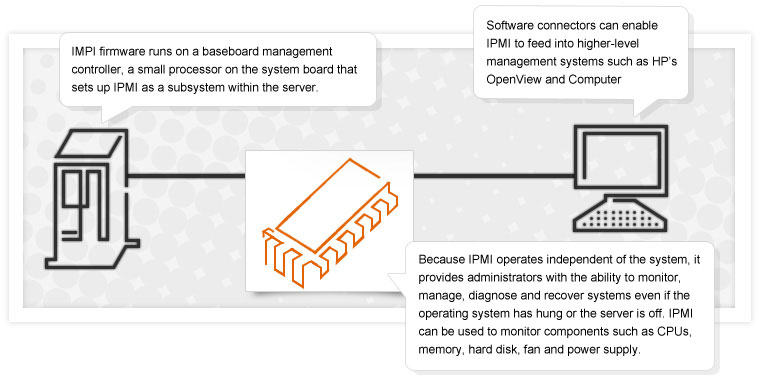 IMPI firmware runs on a baseboard management
controller, a small processor on the system board that
sets up IPMI as a subsystem within the server.
Software connectors can enable
IPMI to feed into higher-level
management systems such as HP's
OpenView and Computer
Because IPMI operates independent of the system, it
provides administrators with the ability to monitor,
manage, diagnose and recover systems even if the
operating system has hung or the server is off. IPMI
can be used to monitor components such as CPUs,
memory, hard disk, fan and power supply.